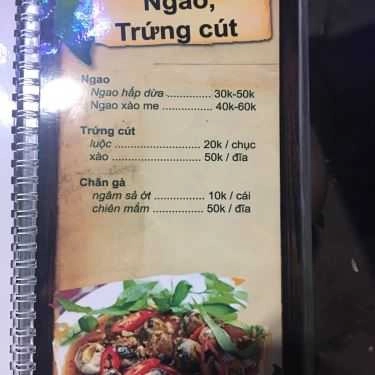 Ngao,
Trứng cút
Ngao
Ngao hấp dừa .............. 30k-50k
Ngao xào me ............. 40k-60k
Trứng cút
luộc ........................ 20k / chục
xào ......................... 50k / đĩa
Chân gà
ngâm sả ớt ................ 10k / cái
chiên mắm ................ 50k / đĩa